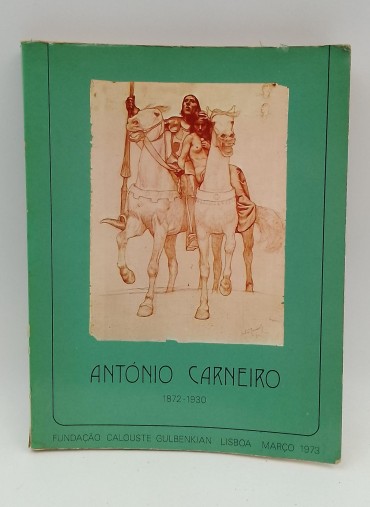 ANTÓNIO CARNEIRO
1872-1930
FUNDAÇÃO CALOUSTE GULBENKIAN LISBOA MARÇO 1973